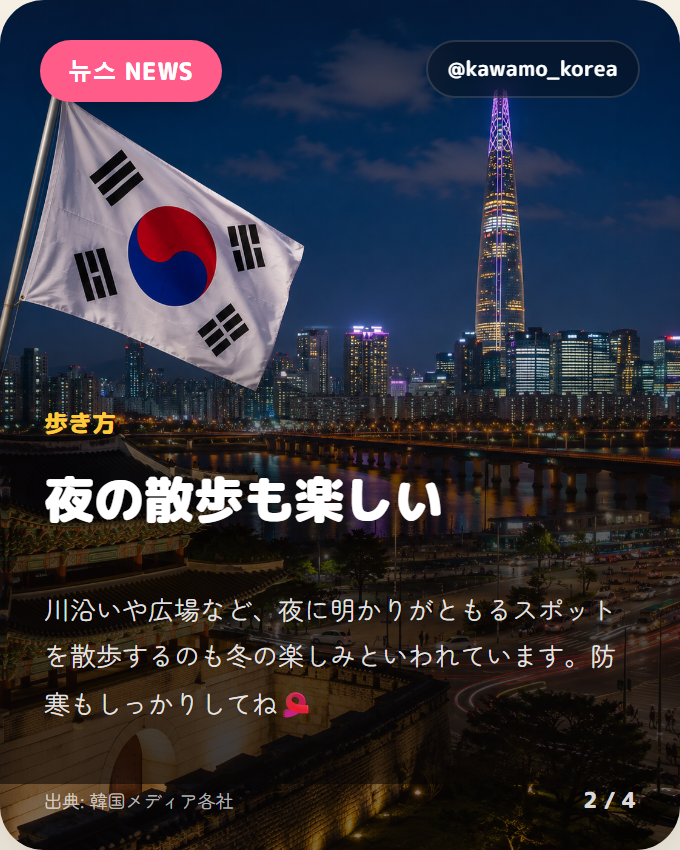 뉴스 NEWS
@kawamo_korea
歩き方
夜の散歩も楽しい
川沿いや広場など、夜に明かりがともるスポット
を散歩するのも冬の楽しみといわれています。防
寒もしっかりしてね🧣
出典: 韓国メディア各社
2 / 4